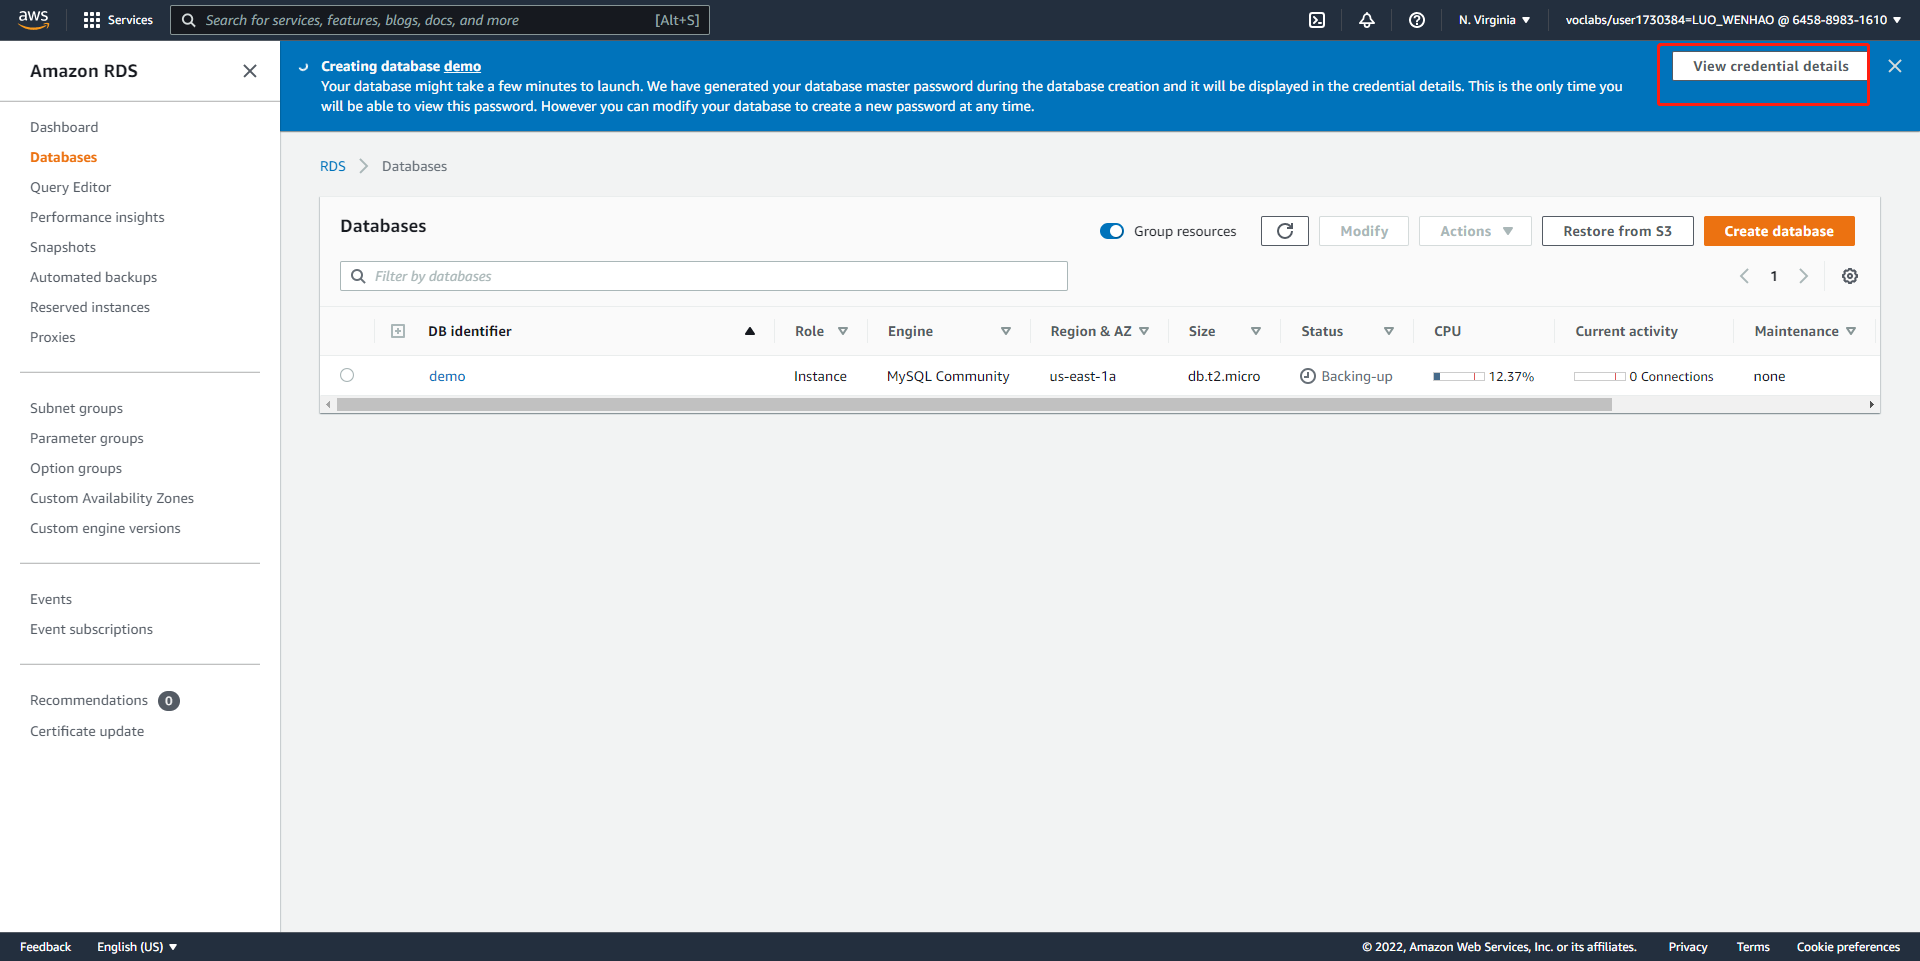 aws
Services
Search for services, features, blogs, docs, and more
[Alt+S]
N. Virginia
voclabs/user1730384=LUO_WENHAO @ 6458-8983-1610
Amazon RDS
Dashboard
Databases
Query Editor
Performance insights
Snapshots
Automated backups
Reserved instances
Proxies
Subnet groups
Parameter groups
Option groups
Custom Availability Zones
Custom engine versions
Events
Event subscriptions
Recommendations 0
Certificate update
Creating database demo
Your database might take a few minutes to launch. We have generated your database master password during the database creation and it will be displayed in the credential details. This is the only time you
will be able to view this password. However you can modify your database to create a new password at any time.
View credential details
RDS Databases
Databases
Group resources
Modify
Actions
Restore from S3
Create database
Filter by databases
1
DB identifier Role Engine Region & AZ Size Status CPU Current activity Maintenance
demo Instance MySQL Community us-east-1a db.t2.micro Backing-up 12.37% 0 Connections none
Feedback English (US)
© 2022, Amazon Web Services, Inc. or its affiliates. Privacy Terms Cookie preferences